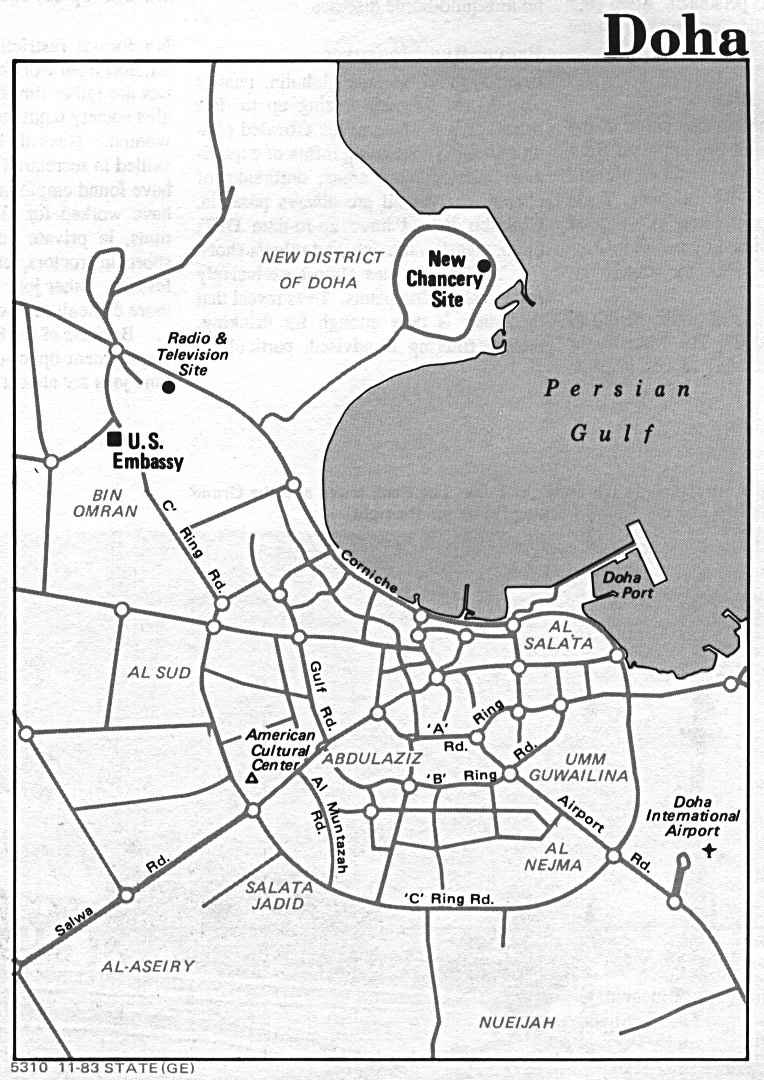 Doha
NEW DISTRICT
OF DOHA
New
Chancery
Site
Radio &
Television
Site
Persian
Gulf
U.S.
Embassy
BIN
OMRAN
C'
Ring
Rd.
Corniche
Doha
Port
AL
SALATA
AL SUD
Gulf
Rd.
'A'
Ring
Rd.
American
Cultural
Center
ABDULAZIZ
'B' Ring
Rd.
UMM
GUWAILINA
Al Muntazah
Rd.
Airport
Rd.
Doha
International
Airport
AL
NEJMA
Salwa
Rd.
SALATA
JADID
'C' Ring Rd.
AL-ASEIRY
NUEIJAH
5310 11-83 STATE (GE)